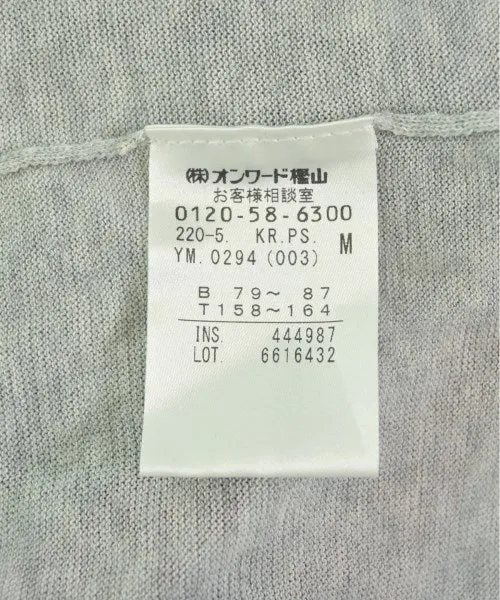 (株)オンワード樫山
お客様相談室
0120-58-6300
220-5. KR.PS. M
YM.0294 (003)
B 79～ 87
T 158～164
INS. 444987
LOT. 6616432